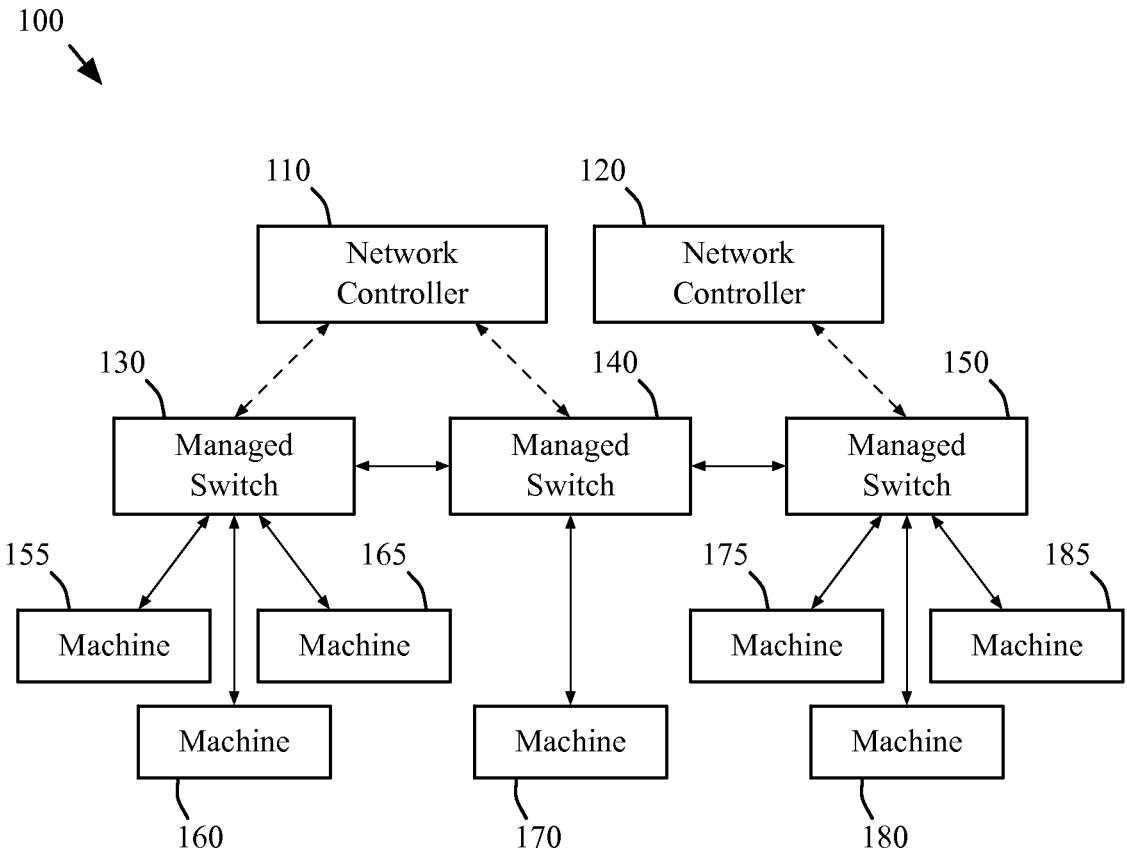 100
110
120
Network
Controller
Network
Controller
130
140
150
Managed
Switch
Managed
Switch
Managed
Switch
155
165
175
185
Machine
Machine
Machine
Machine
Machine
Machine
Machine
160
170
180